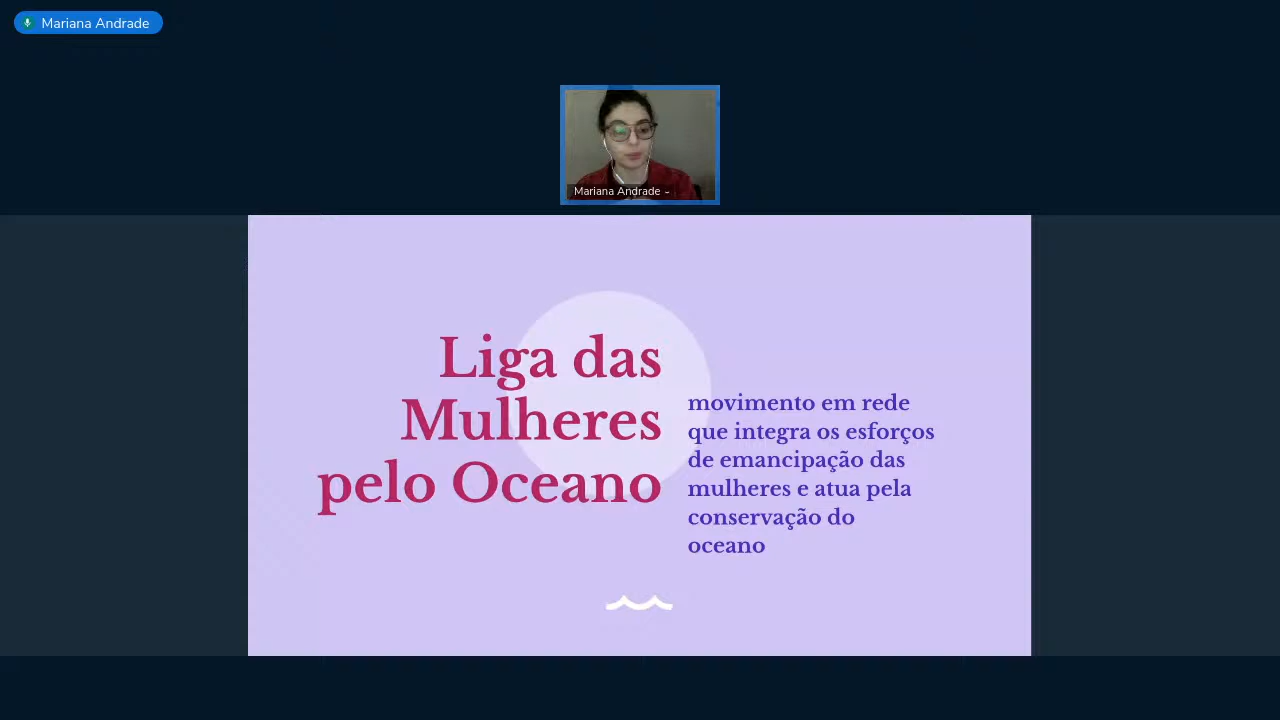 Mariana Andrade
Mariana Andrade -
Liga das
Mulheres
pelo Oceano
movimento em rede
que integra os esforços
de emancipação das
mulheres e atua pela
conservação do
oceano